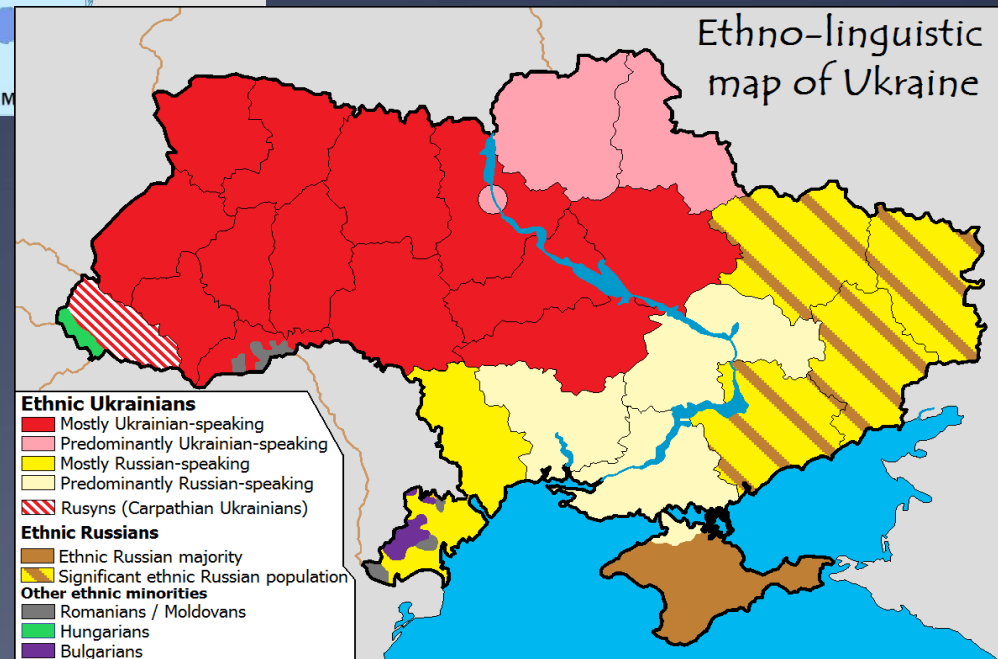 Ethno-linguistic
map of Ukraine
M
Ethnic Ukrainians
Mostly Ukrainian-speaking
Predominantly Ukrainian-speaking
Mostly Russian-speaking
Predominantly Russian-speaking
Rusyns (Carpathian Ukrainians)
Ethnic Russians
Ethnic Russian majority
Significant ethnic Russian population
Other ethnic minorities
Romanians / Moldovans
Hungarians
Bulgarians